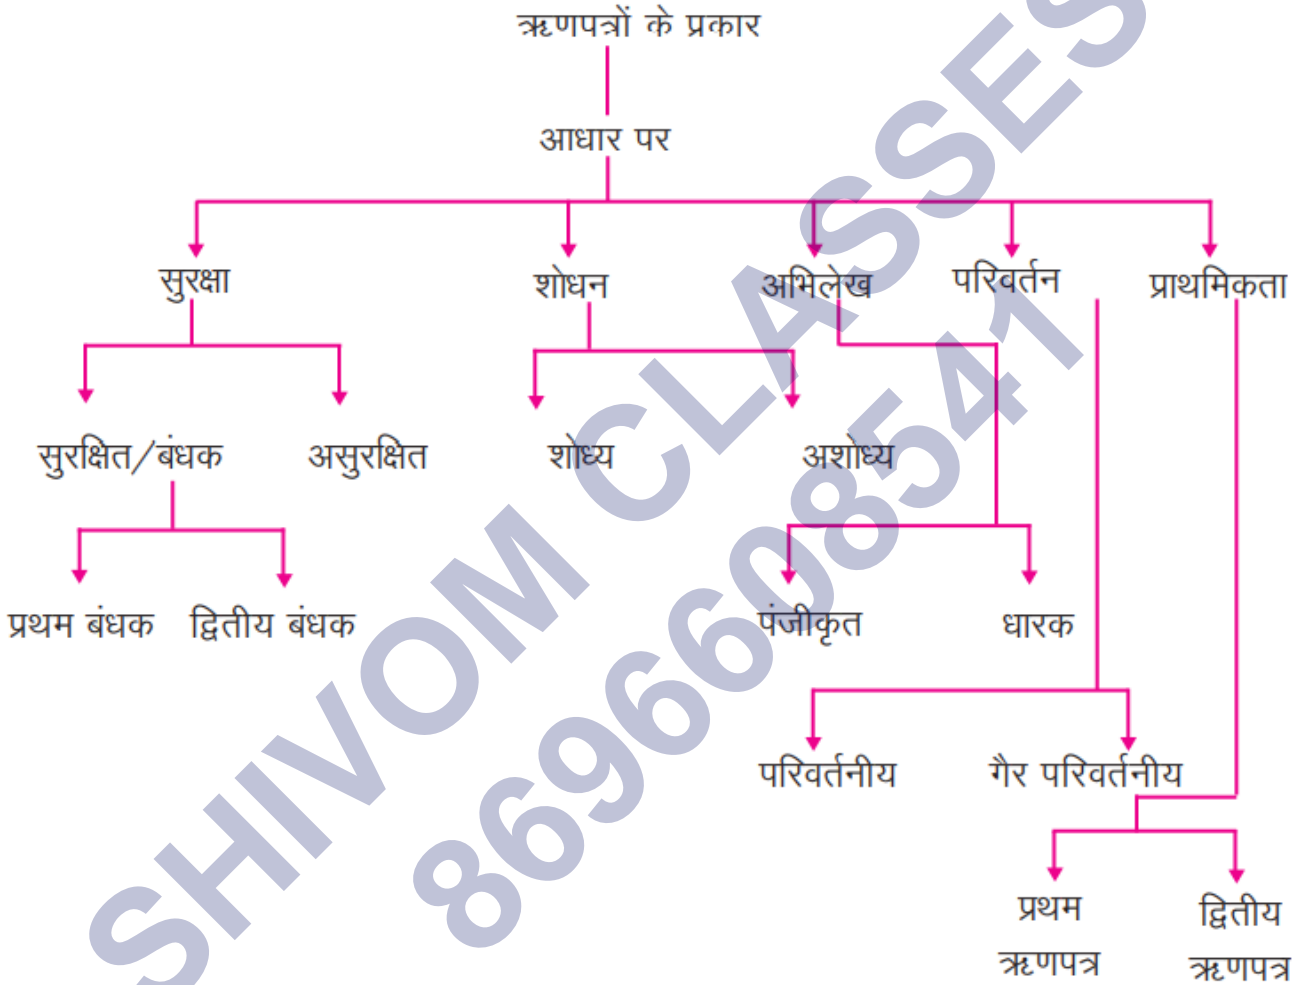 ऋणपत्रों के प्रकार
आधार पर
सुरक्षा शोधन अभिलेख परिवर्तन प्राथमिकता
सुरक्षित/बंधक असुरक्षित शोध्य अशोध्य
प्रथम बंधक द्वितीय बंधक पंजीकृत धारक
परिवर्तनीय गैर परिवर्तनीय
प्रथम द्वितीय
ऋणपत्र ऋणपत्र
SHIVOM CLASSES
8696608541